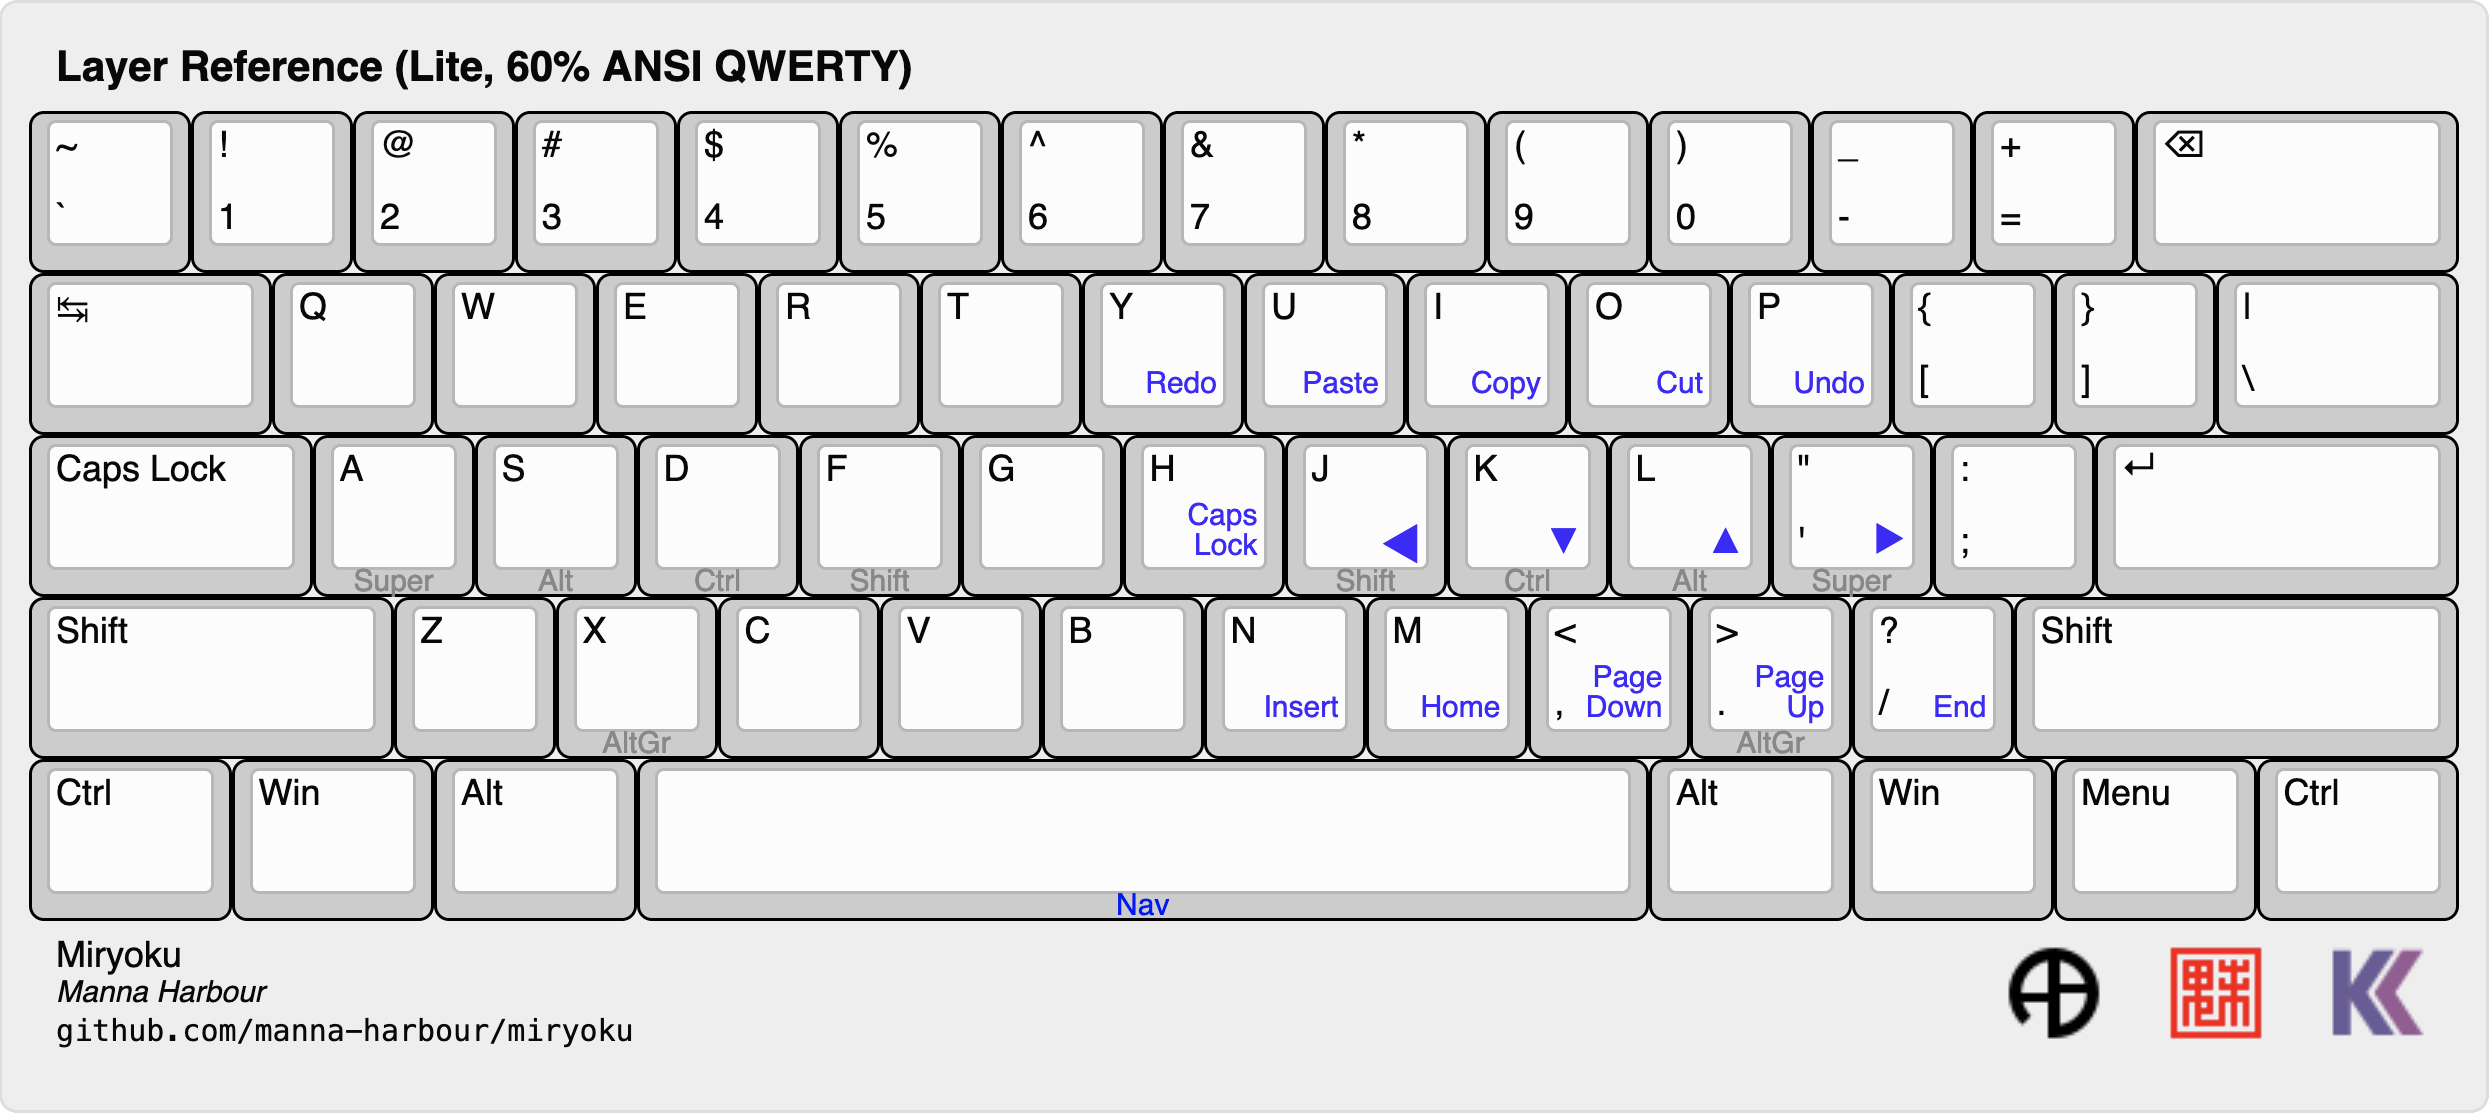 Layer Reference (Lite, 60% ANSI QWERTY)
~ ! @ # $ % ^ & * ( ) _ + ⌫
` 1 2 3 4 5 6 7 8 9 0 - =
↹ Q W E R T Y U I O P { } |
Redo Paste Copy Cut Undo [ ] \
Caps Lock A S D F G H J K L " : ↵
Caps
Lock ◀ ▼ ▲ ' ▶ ;
Super Alt Ctrl Shift Shift Ctrl Alt Super
Shift Z X C V B N M < > ? Shift
Page Page
Insert Home , Down . Up / End
AltGr AltGr
Ctrl Win Alt Alt Win Menu Ctrl
Nav
Miryoku
Manna Harbour
github.com/manna-harbour/miryoku